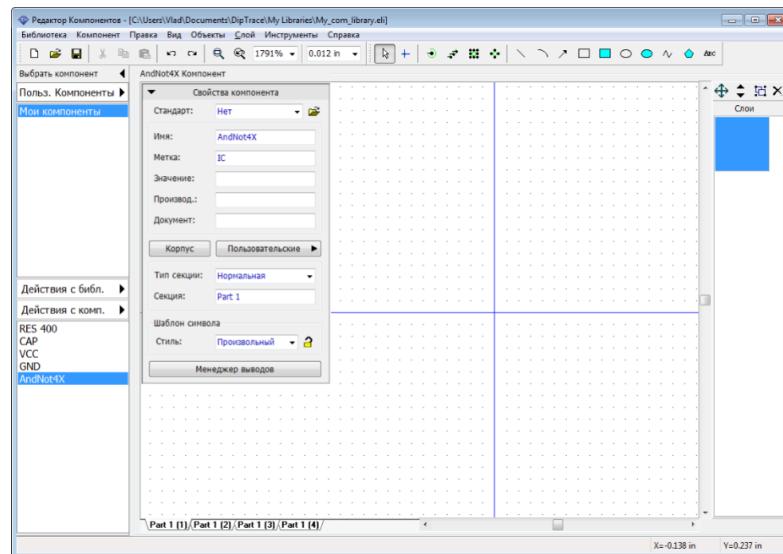 Редактор Компонентов - [C:\Users\Vlad\Documents\DipTrace\My Libraries\My_com_library.eli]
Библиотека Компонент Правка Вид Объекты Слой Инструменты Справка
1791% 0.012 in ABC
Выбрать компонент
AndNot4X Компонент
Польз. Компоненты
Мои компоненты
Действия с библ.
Действия с комп.
RES 400
CAP
VCC
GND
AndNot4X
Свойства компонента
Стандарт: Нет
Имя: AndNot4X
Метка: IC
Значение:
Производ.:
Документ:
Корпус Пользовательские
Тип секции: Нормальная
Секция: Part 1
Шаблон символа
Стиль: Произвольный
Менеджер выводов
Слои
Part 1 (1) Part 1 (2) Part 1 (3) Part 1 (4)
X=-0.138 in Y=0.237 in